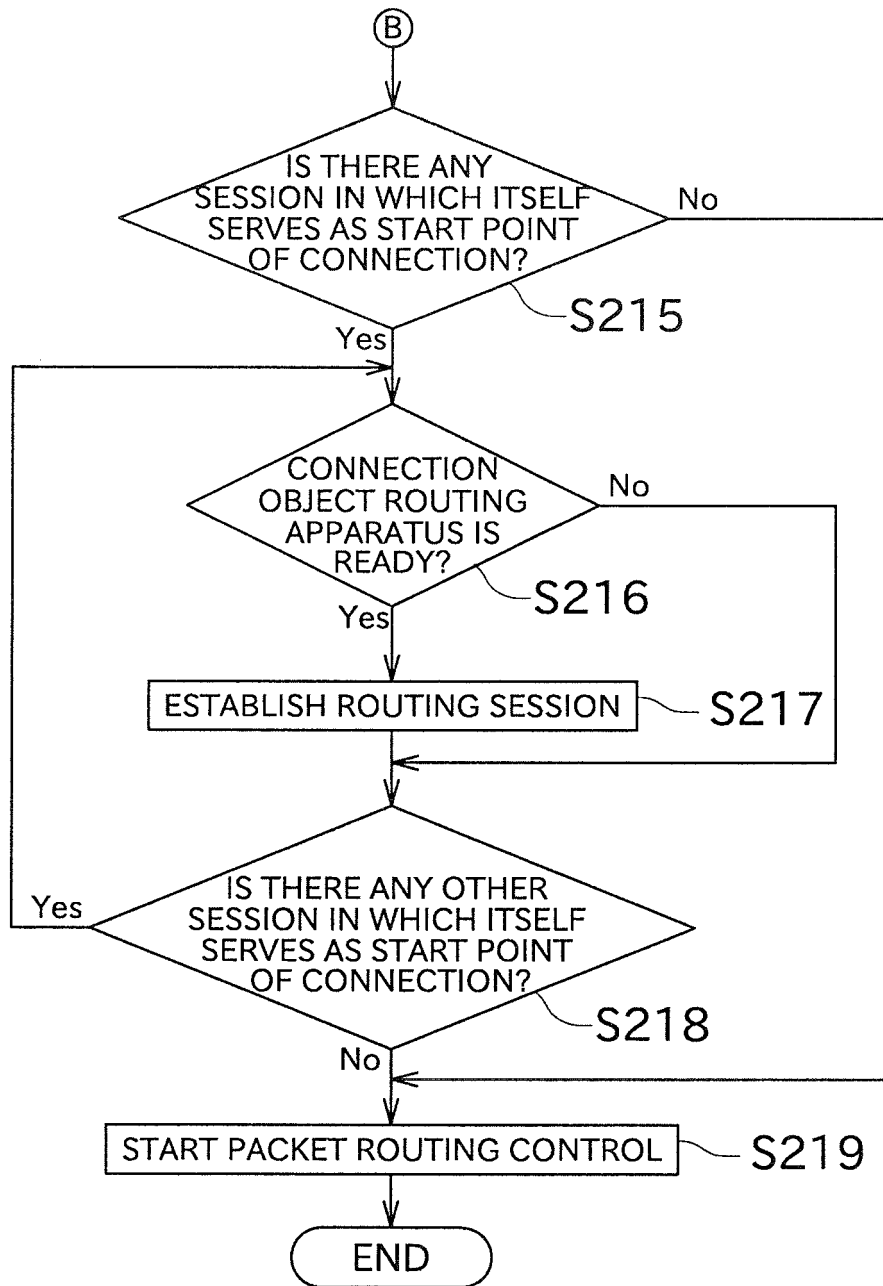 B
IS THERE ANY
SESSION IN WHICH ITSELF
SERVES AS START POINT
OF CONNECTION?
No
S215
Yes
CONNECTION
OBJECT ROUTING
APPARATUS IS
READY?
No
S216
Yes
ESTABLISH ROUTING SESSION
S217
IS THERE ANY OTHER
SESSION IN WHICH ITSELF
SERVES AS START POINT
OF CONNECTION?
Yes
S218
No
START PACKET ROUTING CONTROL
S219
END